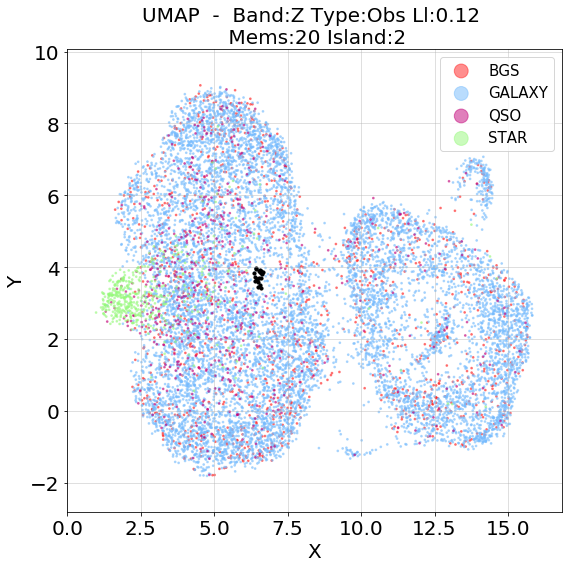 UMAP - Band:Z Type:Obs Ll:0.12
Mems:20 Island:2
10
8
6
4
2
0
−2
Y
BGS
GALAXY
QSO
STAR
0.0 2.5 5.0 7.5 10.0 12.5 15.0
X